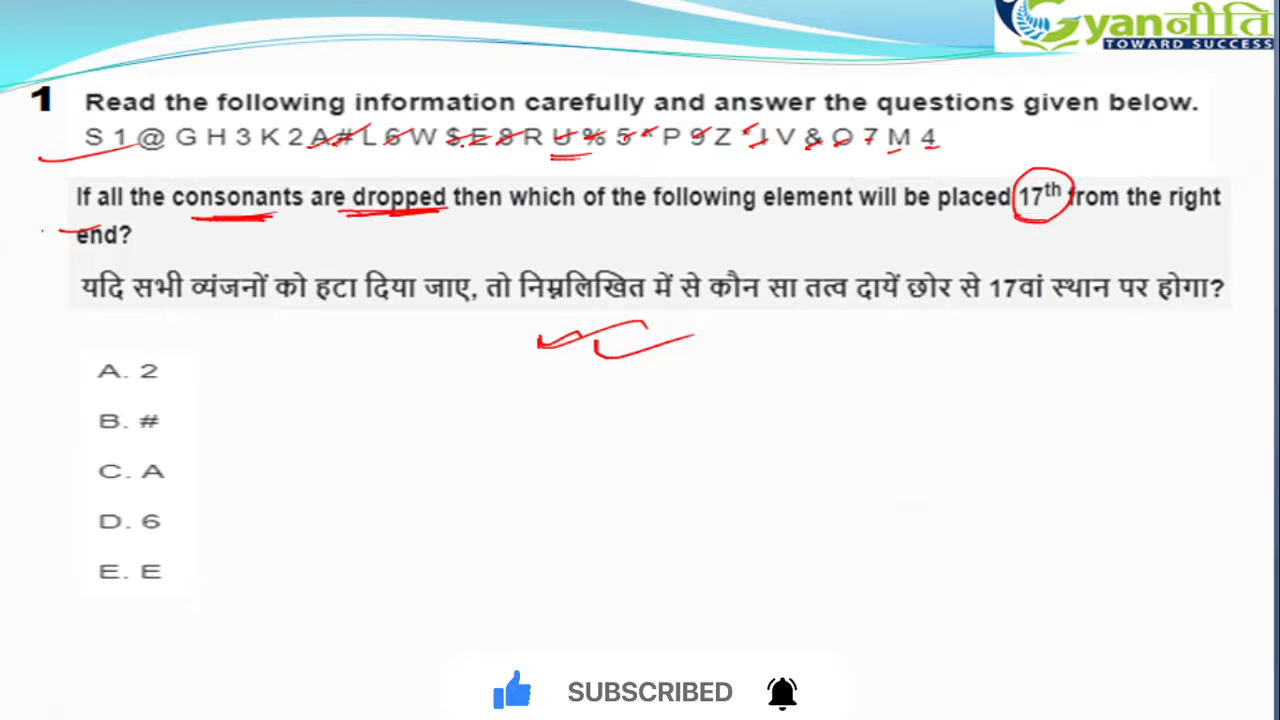 Gyanनीति
TOWARD SUCCESS
1 Read the following information carefully and answer the questions given below.
S 1 @ G H 3 K 2 A # L 6 W $ E 8 R U % 5 * P 9 Z * I V & O 7 M 4
If all the consonants are dropped then which of the following element will be placed 17th from the right
end?
यदि सभी व्यंजनों को हटा दिया जाए, तो निम्नलिखित में से कौन सा तत्व दायें छोर से 17वां स्थान पर होगा?
A. 2
B. #
C. A
D. 6
E. E
SUBSCRIBED